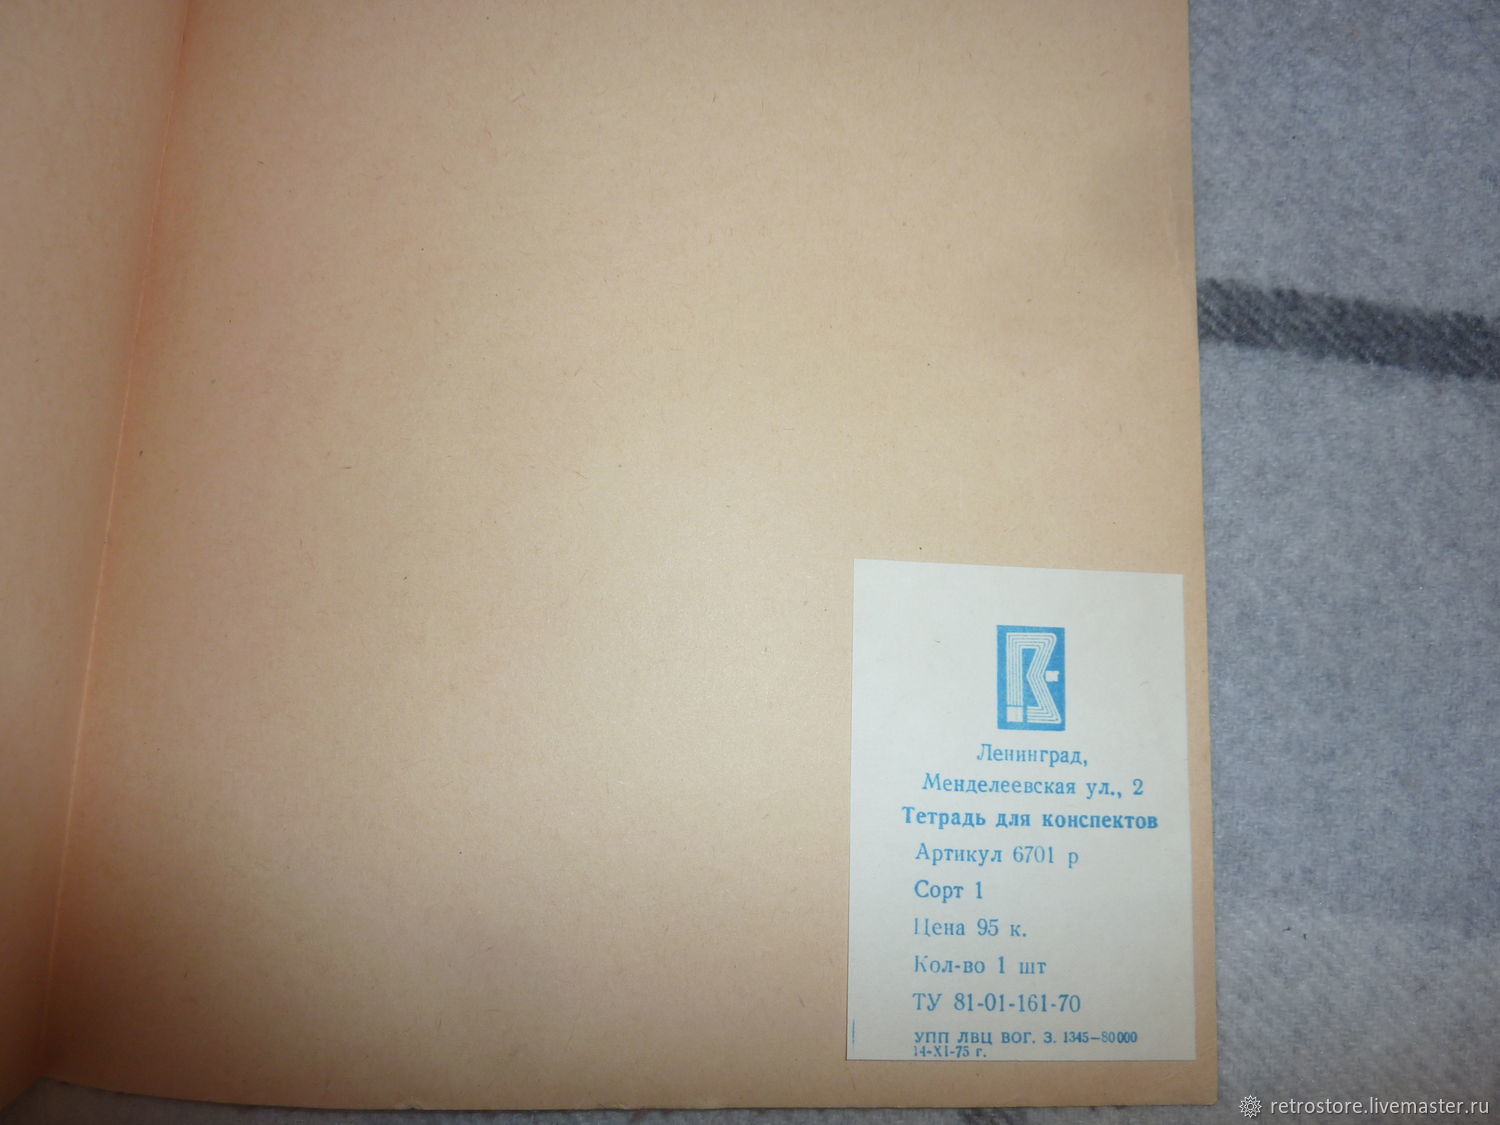 Ленинград,
Менделеевская ул., 2
Тетрадь для конспектов
Артикул 6701 р
Сорт 1
Цена 95 к.
Кол-во 1 шт
ТУ 81-01-161-70
УПП ЛВЦ ВОГ. З. 1345—80000
14-XI-75 г.
retrostore.livemaster.ru